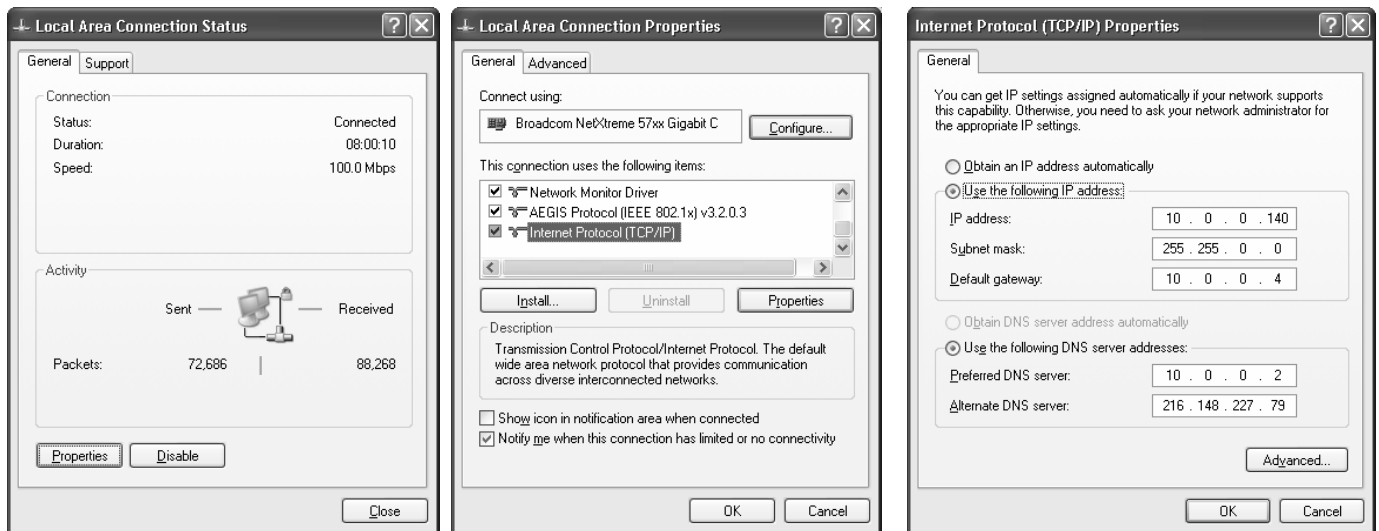 Local Area Connection Status
General Support
Connection
Status: Connected
Duration: 08:00:10
Speed: 100.0 Mbps
Activity
Sent Received
Packets: 72,686 88,268
Properties Disable
Close
Local Area Connection Properties
General Advanced
Connect using:
Broadcom NetXtreme 57xx Gigabit C Configure...
This connection uses the following items:
Network Monitor Driver
AEGIS Protocol (IEEE 802.1x) v3.2.0.3
Internet Protocol (TCP/IP)
Install... Uninstall Properties
Description
Transmission Control Protocol/Internet Protocol. The default
wide area network protocol that provides communication
across diverse interconnected networks.
Show icon in notification area when connected
Notify me when this connection has limited or no connectivity
OK Cancel
Internet Protocol (TCP/IP) Properties
General
You can get IP settings assigned automatically if your network supports
this capability. Otherwise, you need to ask your network administrator for
the appropriate IP settings.
Obtain an IP address automatically
Use the following IP address:
IP address: 10 . 0 . 0 . 140
Subnet mask: 255 . 255 . 0 . 0
Default gateway: 10 . 0 . 0 . 4
Obtain DNS server address automatically
Use the following DNS server addresses:
Preferred DNS server: 10 . 0 . 0 . 2
Alternate DNS server: 216 . 148 . 227 . 79
Advanced...
OK Cancel